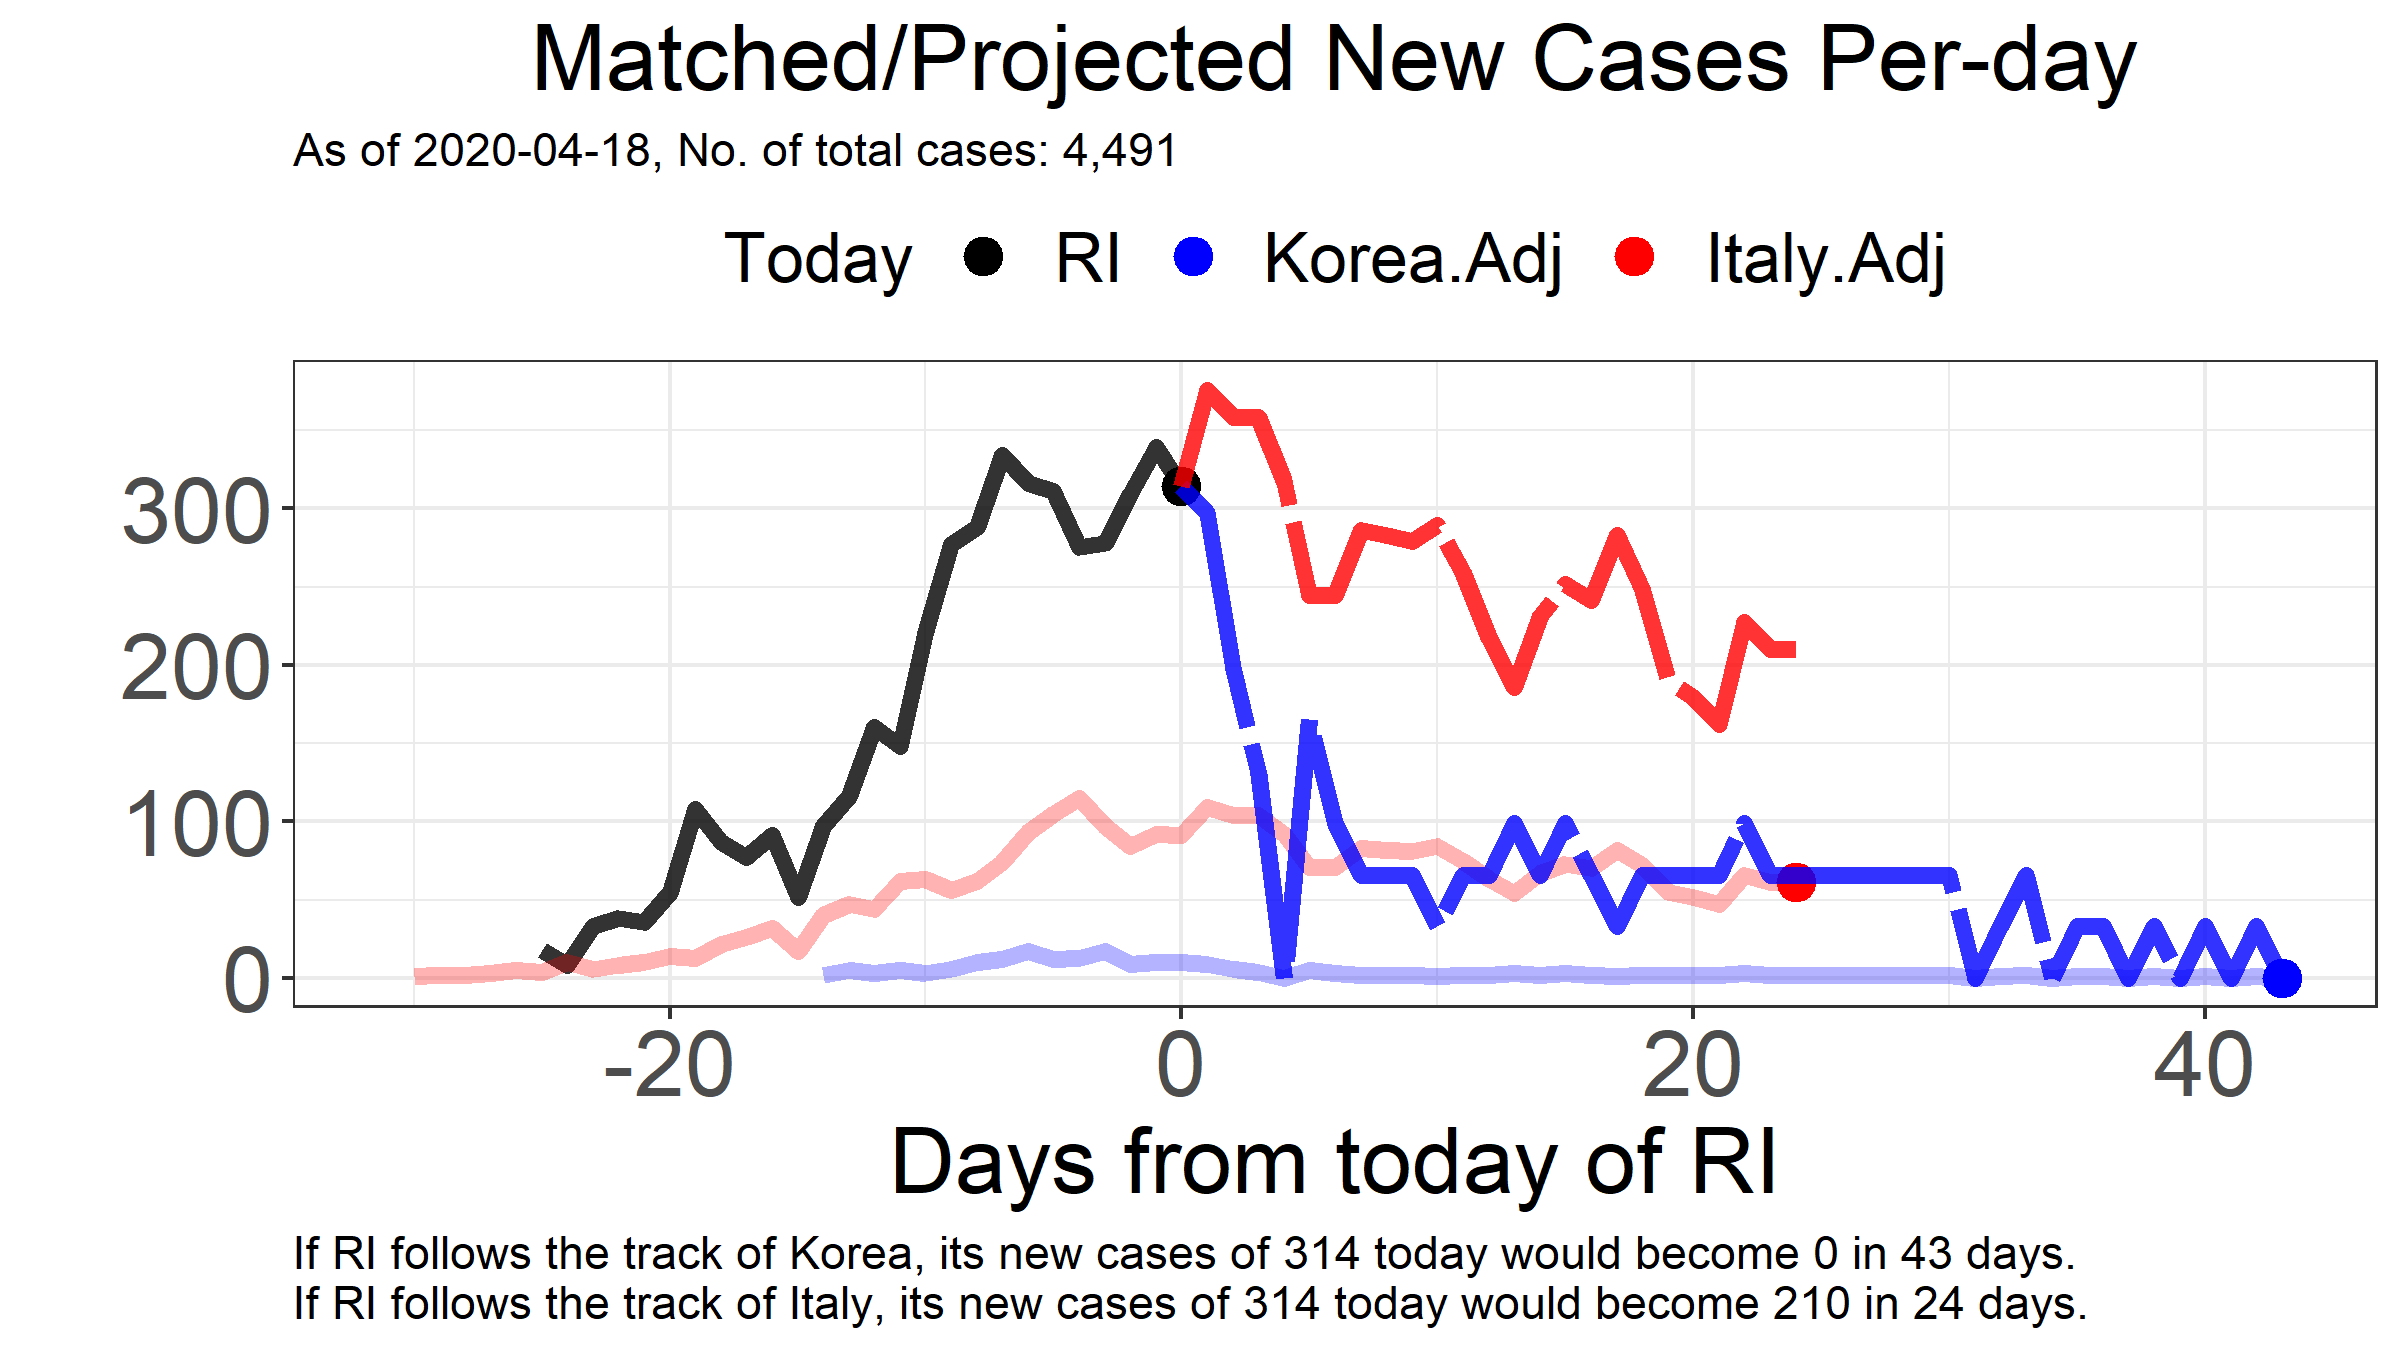 Matched/Projected New Cases Per-day
As of 2020-04-18, No. of total cases: 4,491
Today RI Korea.Adj Italy.Adj
300
200
100
0
-20 0 20 40
Days from today of RI
If RI follows the track of Korea, its new cases of 314 today would become 0 in 43 days.
If RI follows the track of Italy, its new cases of 314 today would become 210 in 24 days.